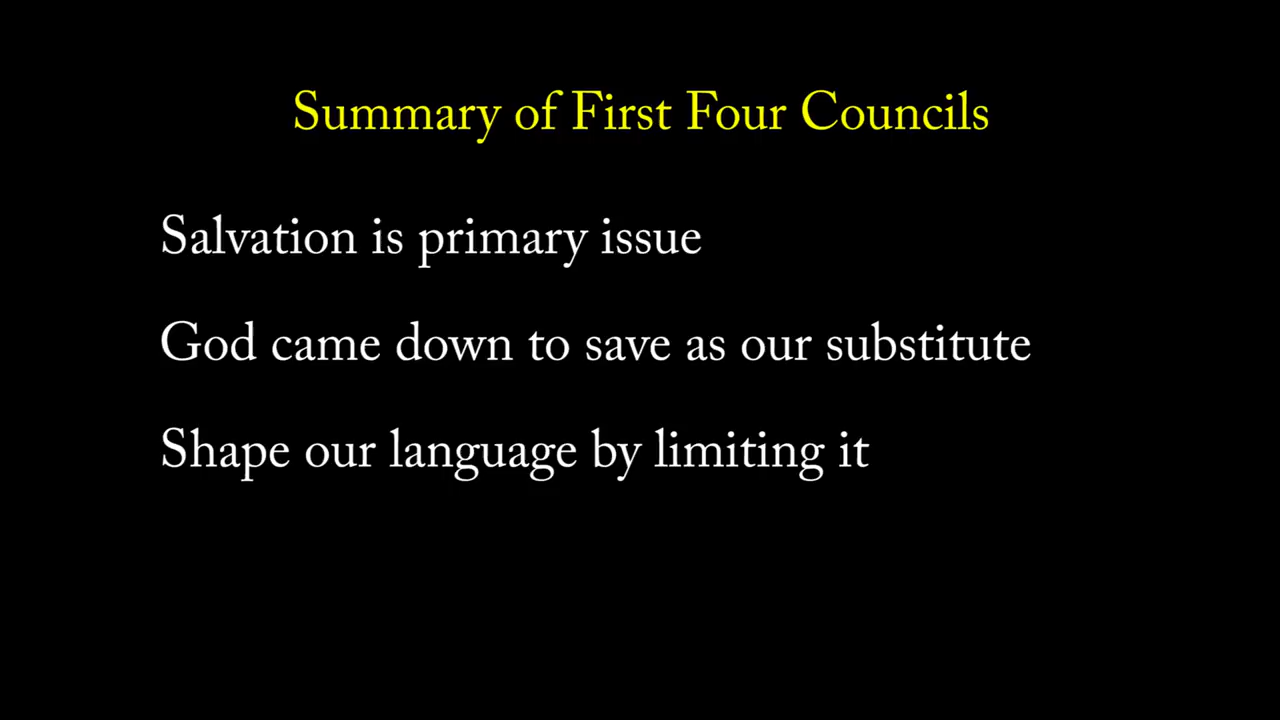 Summary of First Four Councils
Salvation is primary issue
God came down to save as our substitute
Shape our language by limiting it